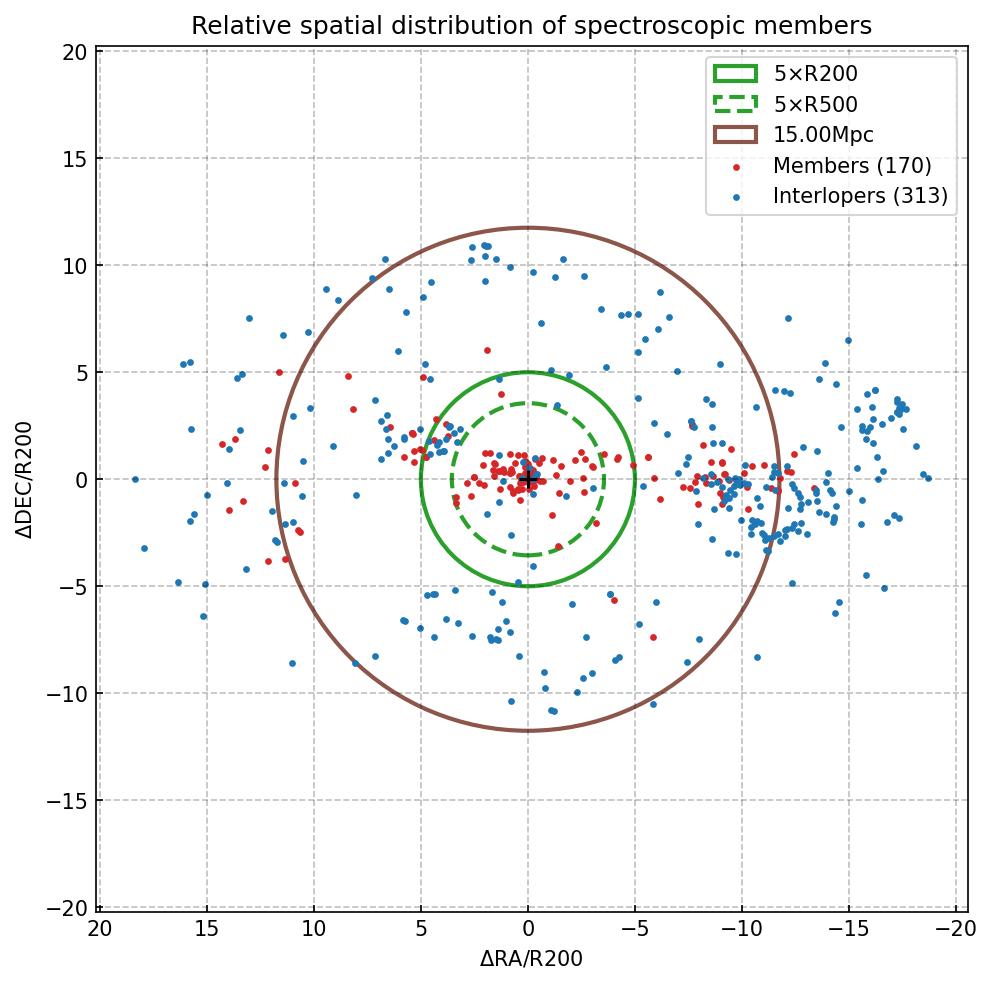 Relative spatial distribution of spectroscopic members
5×R200
5×R500
15.00Mpc
Members (170)
Interlopers (313)
20
15
10
5
0
−5
−10
−15
−20
ΔDEC/R200
20 15 10 5 0 −5 −10 −15 −20
ΔRA/R200